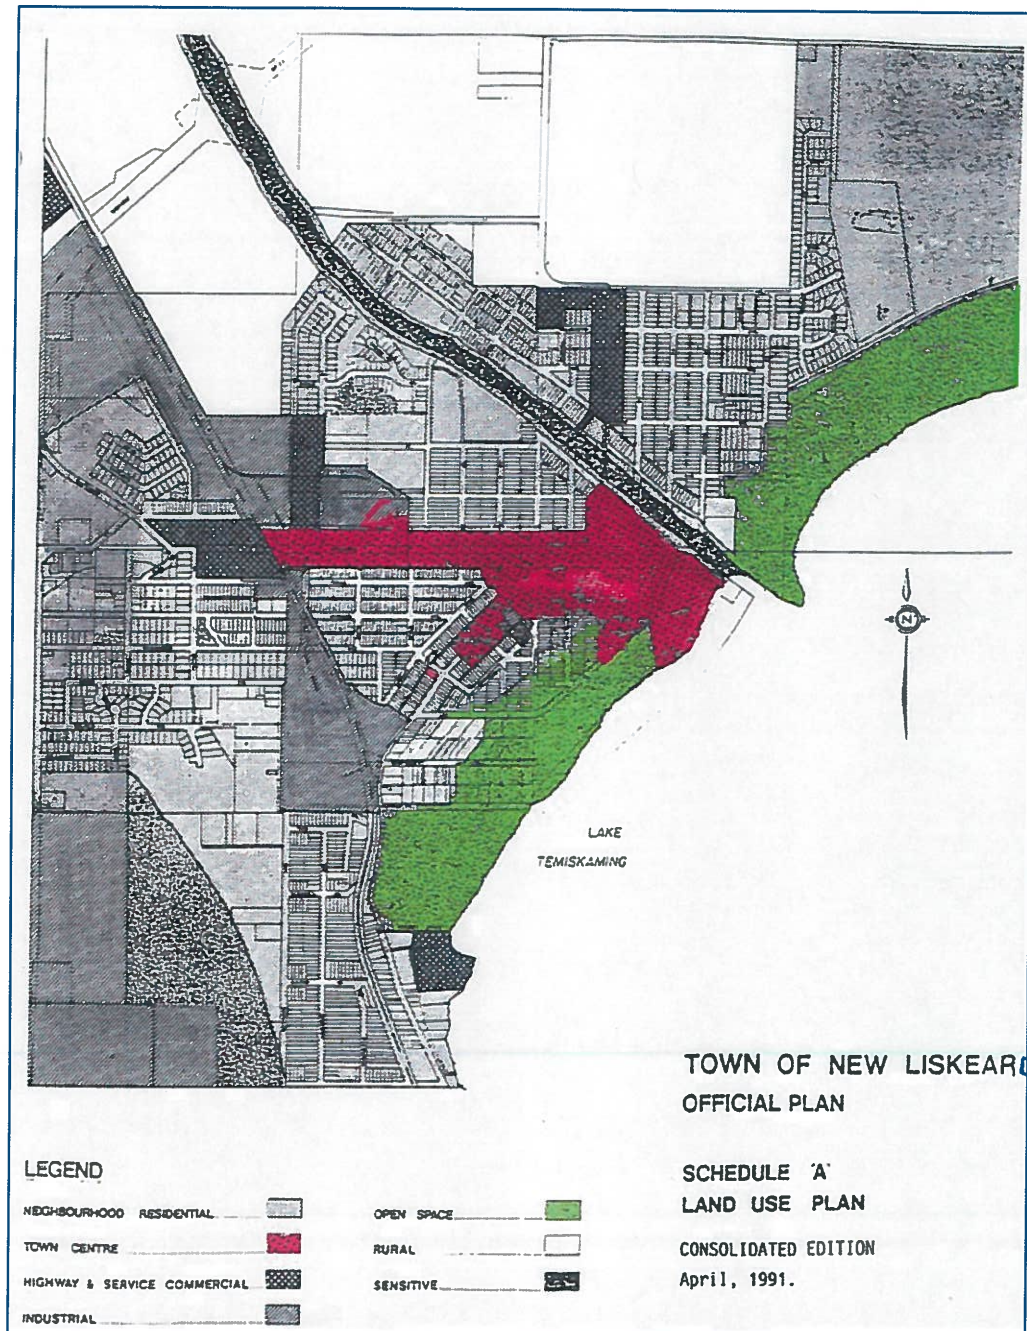 N
LAKE
TEMISKAMING
TOWN OF NEW LISKEARD
OFFICIAL PLAN
SCHEDULE 'A'
LAND USE PLAN
CONSOLIDATED EDITION
April, 1991.
LEGEND
NEIGHBOURHOOD RESIDENTIAL
TOWN CENTRE
HIGHWAY & SERVICE COMMERCIAL
INDUSTRIAL
OPEN SPACE
RURAL
SENSITIVE